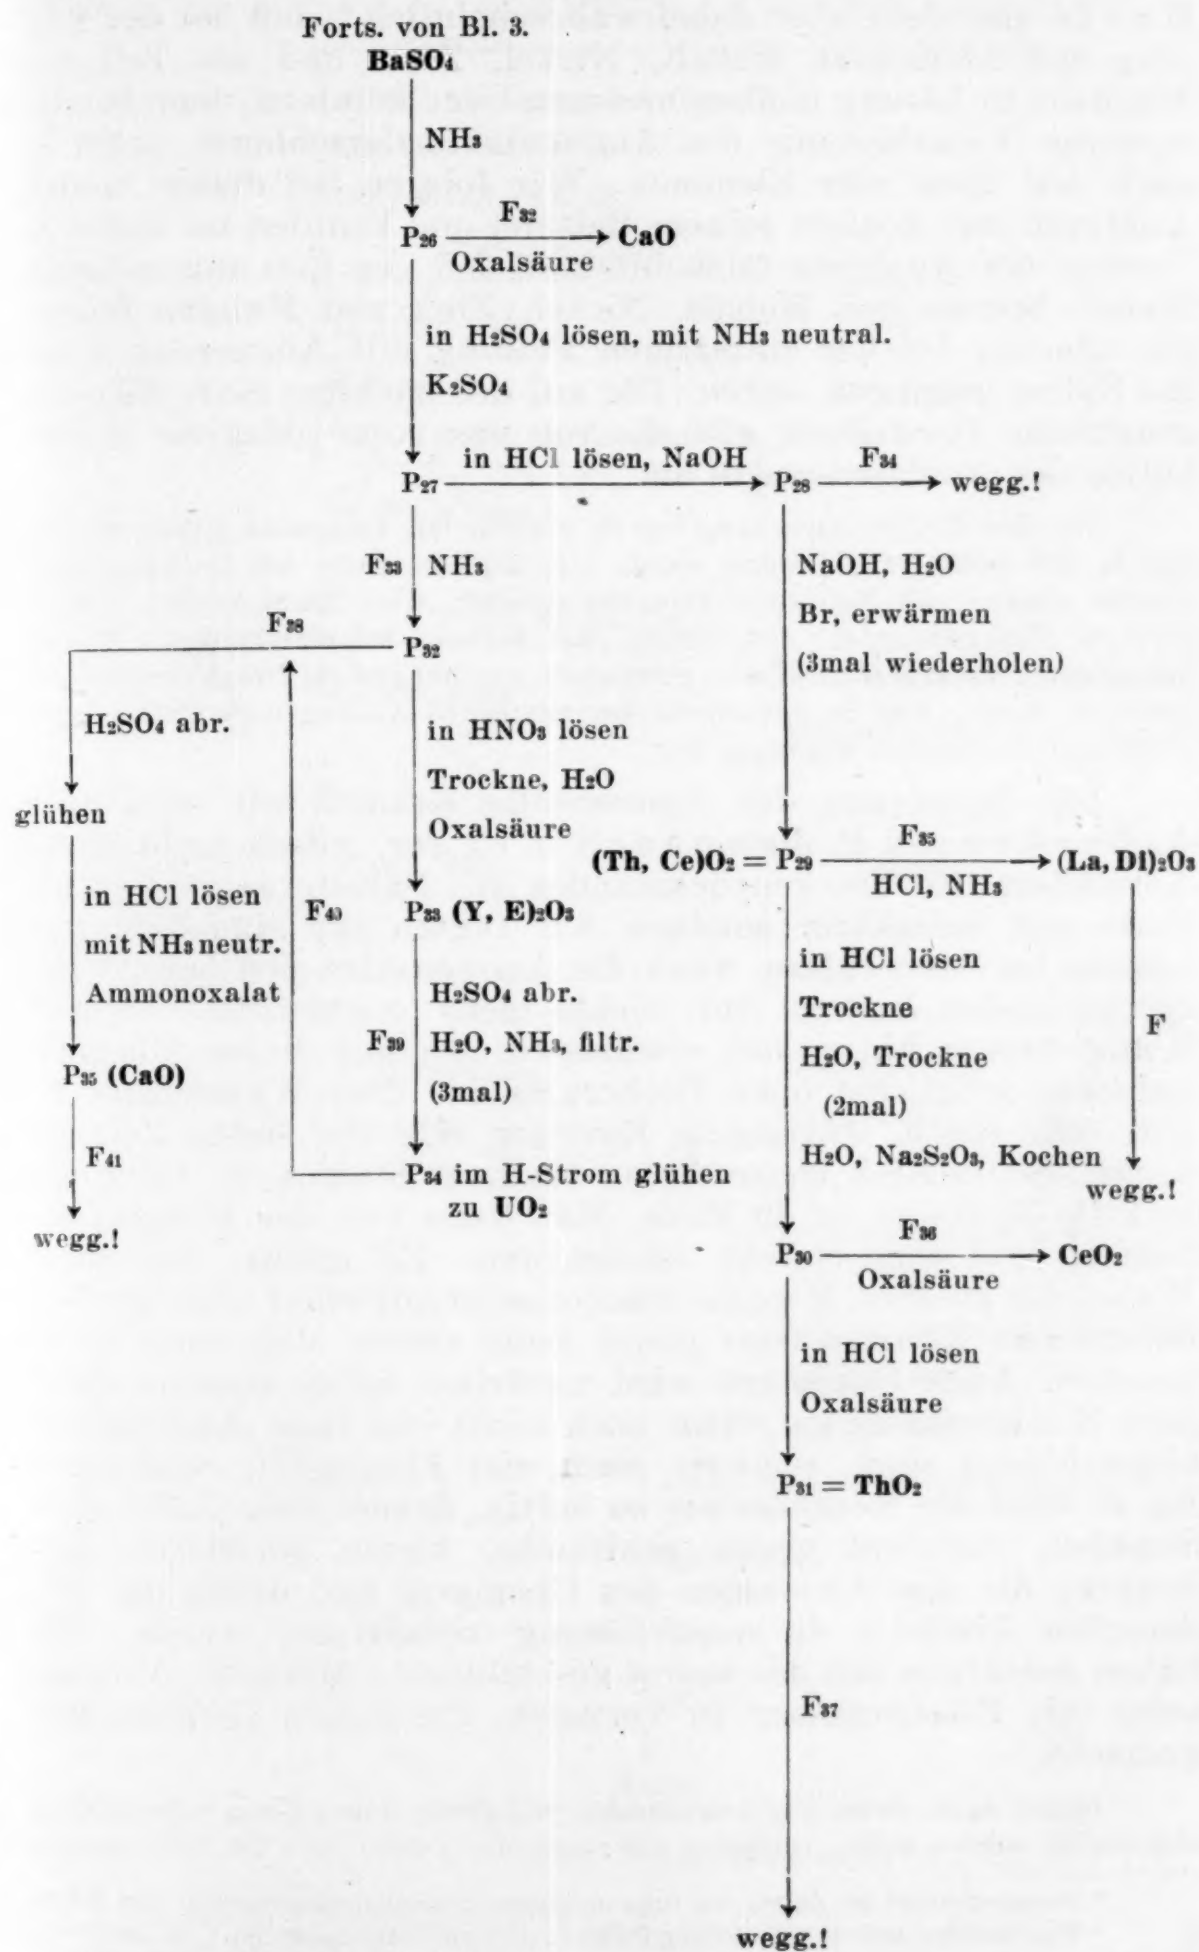 Forts. von Bl. 3.
BaSO₄
NH₃
P₂₆
F₃₂
Oxalsäure
CaO
in H₂SO₄ lösen, mit NH₃ neutral.
K₂SO₄
P₂₇
in HCl lösen, NaOH
P₂₈
F₃₄
wegg.!
F₃₃
NH₃
NaOH, H₂O
Br, erwärmen
(3mal wiederholen)
F₃₈
P₃₂
H₂SO₄ abr.
glühen
in HNO₃ lösen
Trockne, H₂O
Oxalsäure
(Th, Ce)O₂ = P₂₉
F₃₅
HCl, NH₃
(La, Di)₂O₃
in HCl lösen
mit NH₃ neutr.
Ammonoxalat
F₄₀
P₃₃ (Y, E)₂O₃
in HCl lösen
Trockne
H₂O, Trockne
(2mal)
H₂O, Na₂S₂O₃, Kochen
F
wegg.!
P₃₅ (CaO)
F₄₁
wegg.!
F₃₉
H₂SO₄ abr.
H₂O, NH₃, filtr.
(3mal)
P₃₄ im H-Strom glühen
zu UO₂
P₃₀
F₃₆
Oxalsäure
CeO₂
in HCl lösen
Oxalsäure
P₃₁ = ThO₂
F₃₇
wegg.!